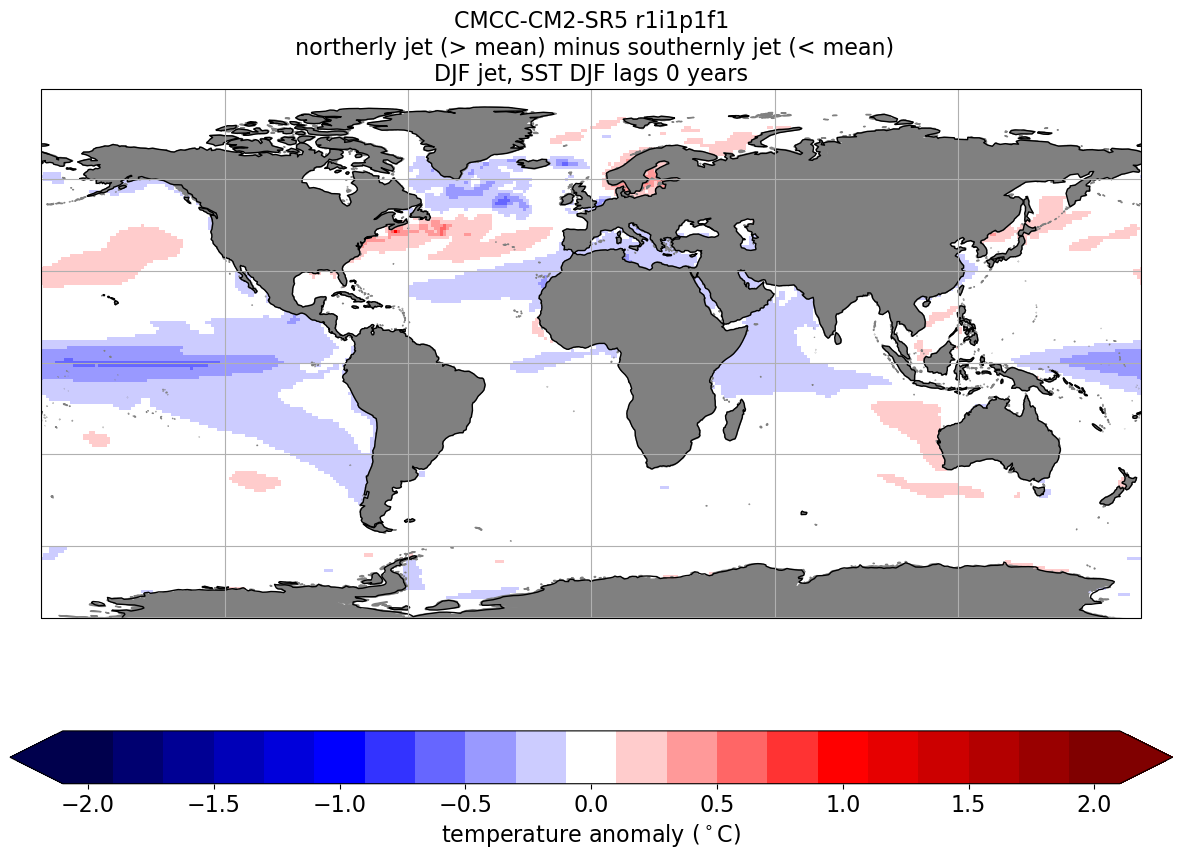 CMCC-CM2-SR5 r1i1p1f1
northerly jet (> mean) minus southernly jet (< mean)
DJF jet, SST DJF lags 0 years
−2.0 −1.5 −1.0 −0.5 0.0 0.5 1.0 1.5 2.0
temperature anomaly (°C)